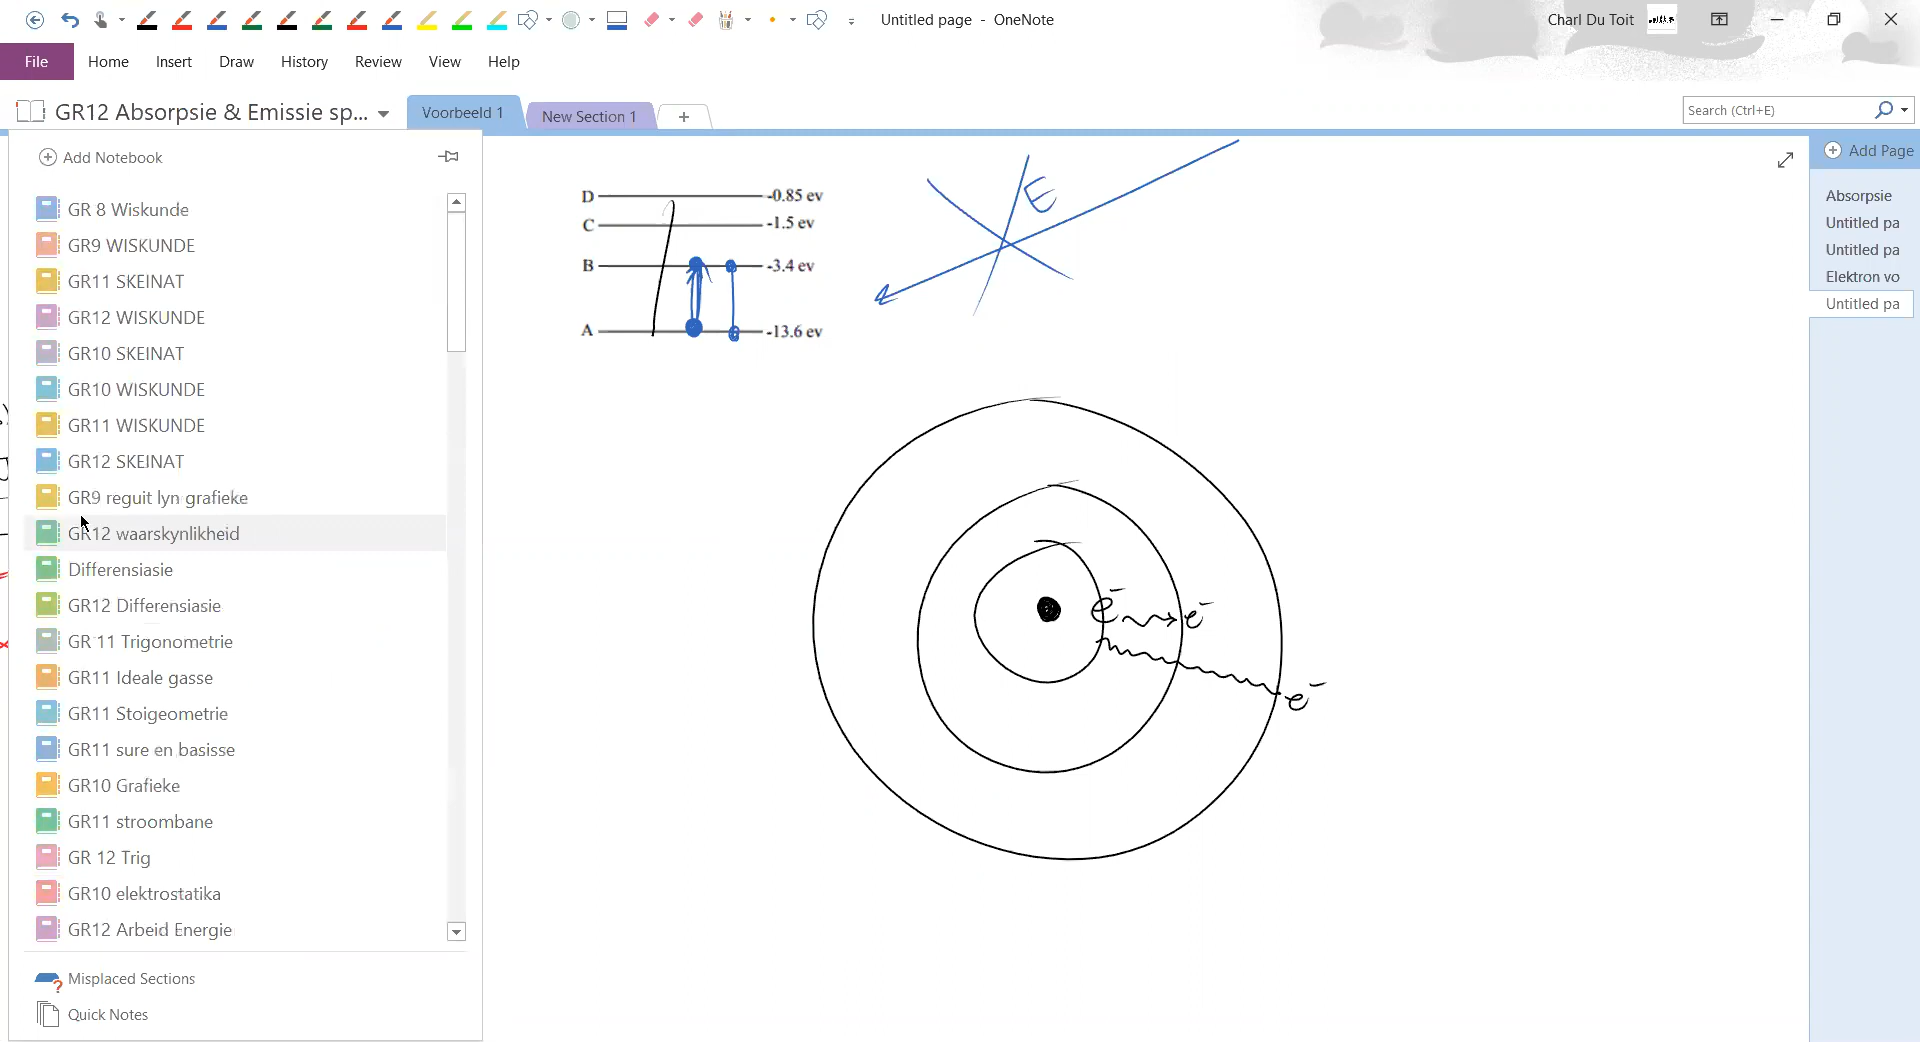 Untitled page - OneNote
Charl Du Toit
File Home Insert Draw History Review View Help
GR12 Absorpsie & Emissie sp...
Voorbeeld 1
New Section 1
Search (Ctrl+E)
Add Notebook
GR 8 Wiskunde
GR9 WISKUNDE
GR11 SKEINAT
GR12 WISKUNDE
GR10 SKEINAT
GR10 WISKUNDE
GR11 WISKUNDE
GR12 SKEINAT
GR9 reguit lyn grafieke
GR12 waarskynlikheid
Differensiasie
GR12 Differensiasie
GR 11 Trigonometrie
GR11 Ideale gasse
GR11 Stoigeometrie
GR11 sure en basisse
GR10 Grafieke
GR11 stroombane
GR 12 Trig
GR10 elektrostatika
GR12 Arbeid Energie
Misplaced Sections
Quick Notes
D -0.85 ev
C -1.5 ev
B -3.4 ev
A -13.6 ev
E
e⁻ e⁻
e⁻
Add Page
Absorpsie
Untitled pa
Untitled pa
Elektron vo
Untitled pa